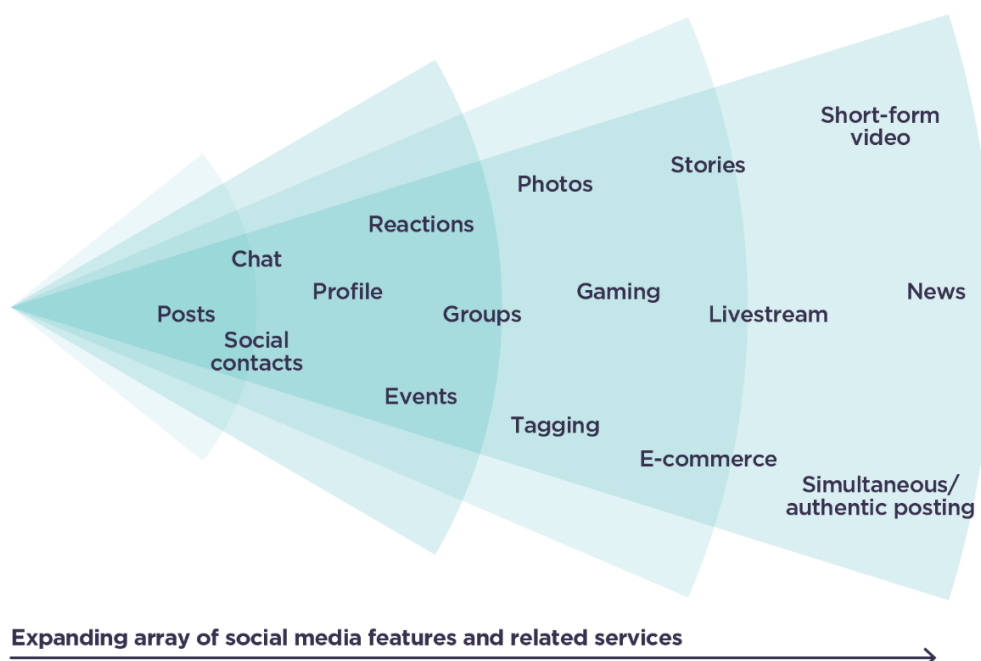 Short-form
video
Stories
Photos
Reactions
Chat
Profile
Gaming
News
Posts
Groups
Livestream
Social
contacts
Events
Tagging
E-commerce
Simultaneous/
authentic posting
Expanding array of social media features and related services